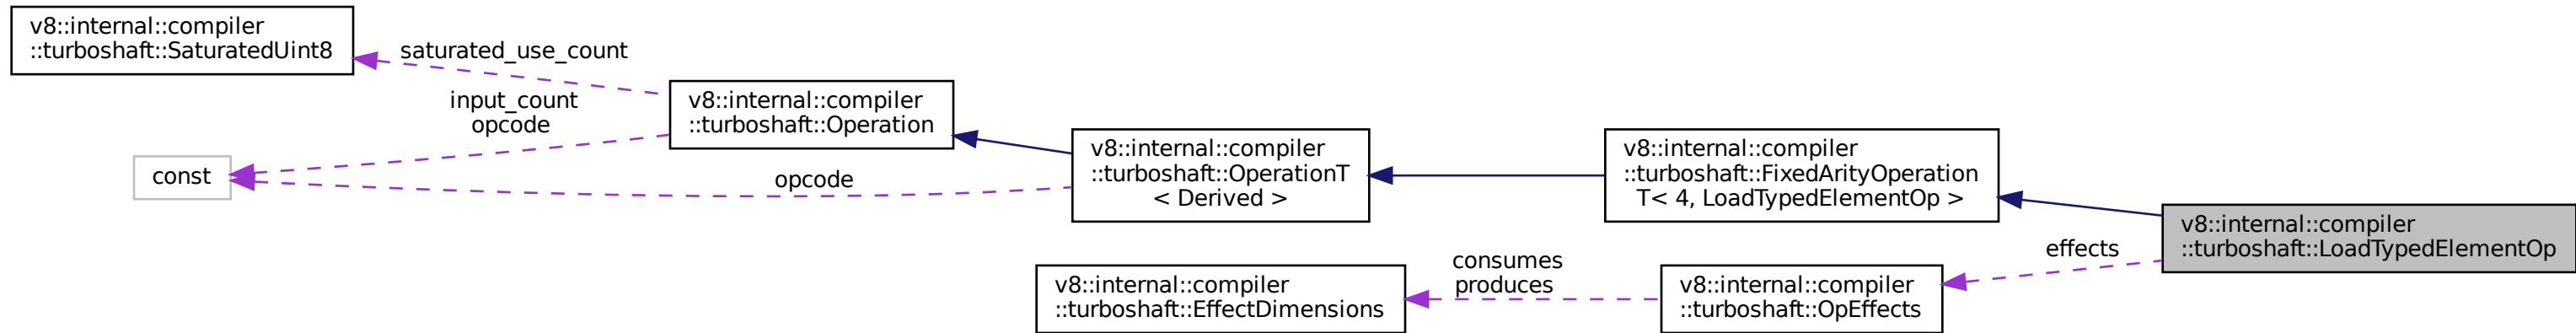 v8::internal::compiler
::turboshaft::SaturatedUint8
saturated_use_count
input_count
opcode
const
v8::internal::compiler
::turboshaft::Operation
opcode
v8::internal::compiler
::turboshaft::OperationT
< Derived >
v8::internal::compiler
::turboshaft::FixedArityOperation
T< 4, LoadTypedElementOp >
v8::internal::compiler
::turboshaft::LoadTypedElementOp
effects
v8::internal::compiler
::turboshaft::EffectDimensions
consumes
produces
v8::internal::compiler
::turboshaft::OpEffects